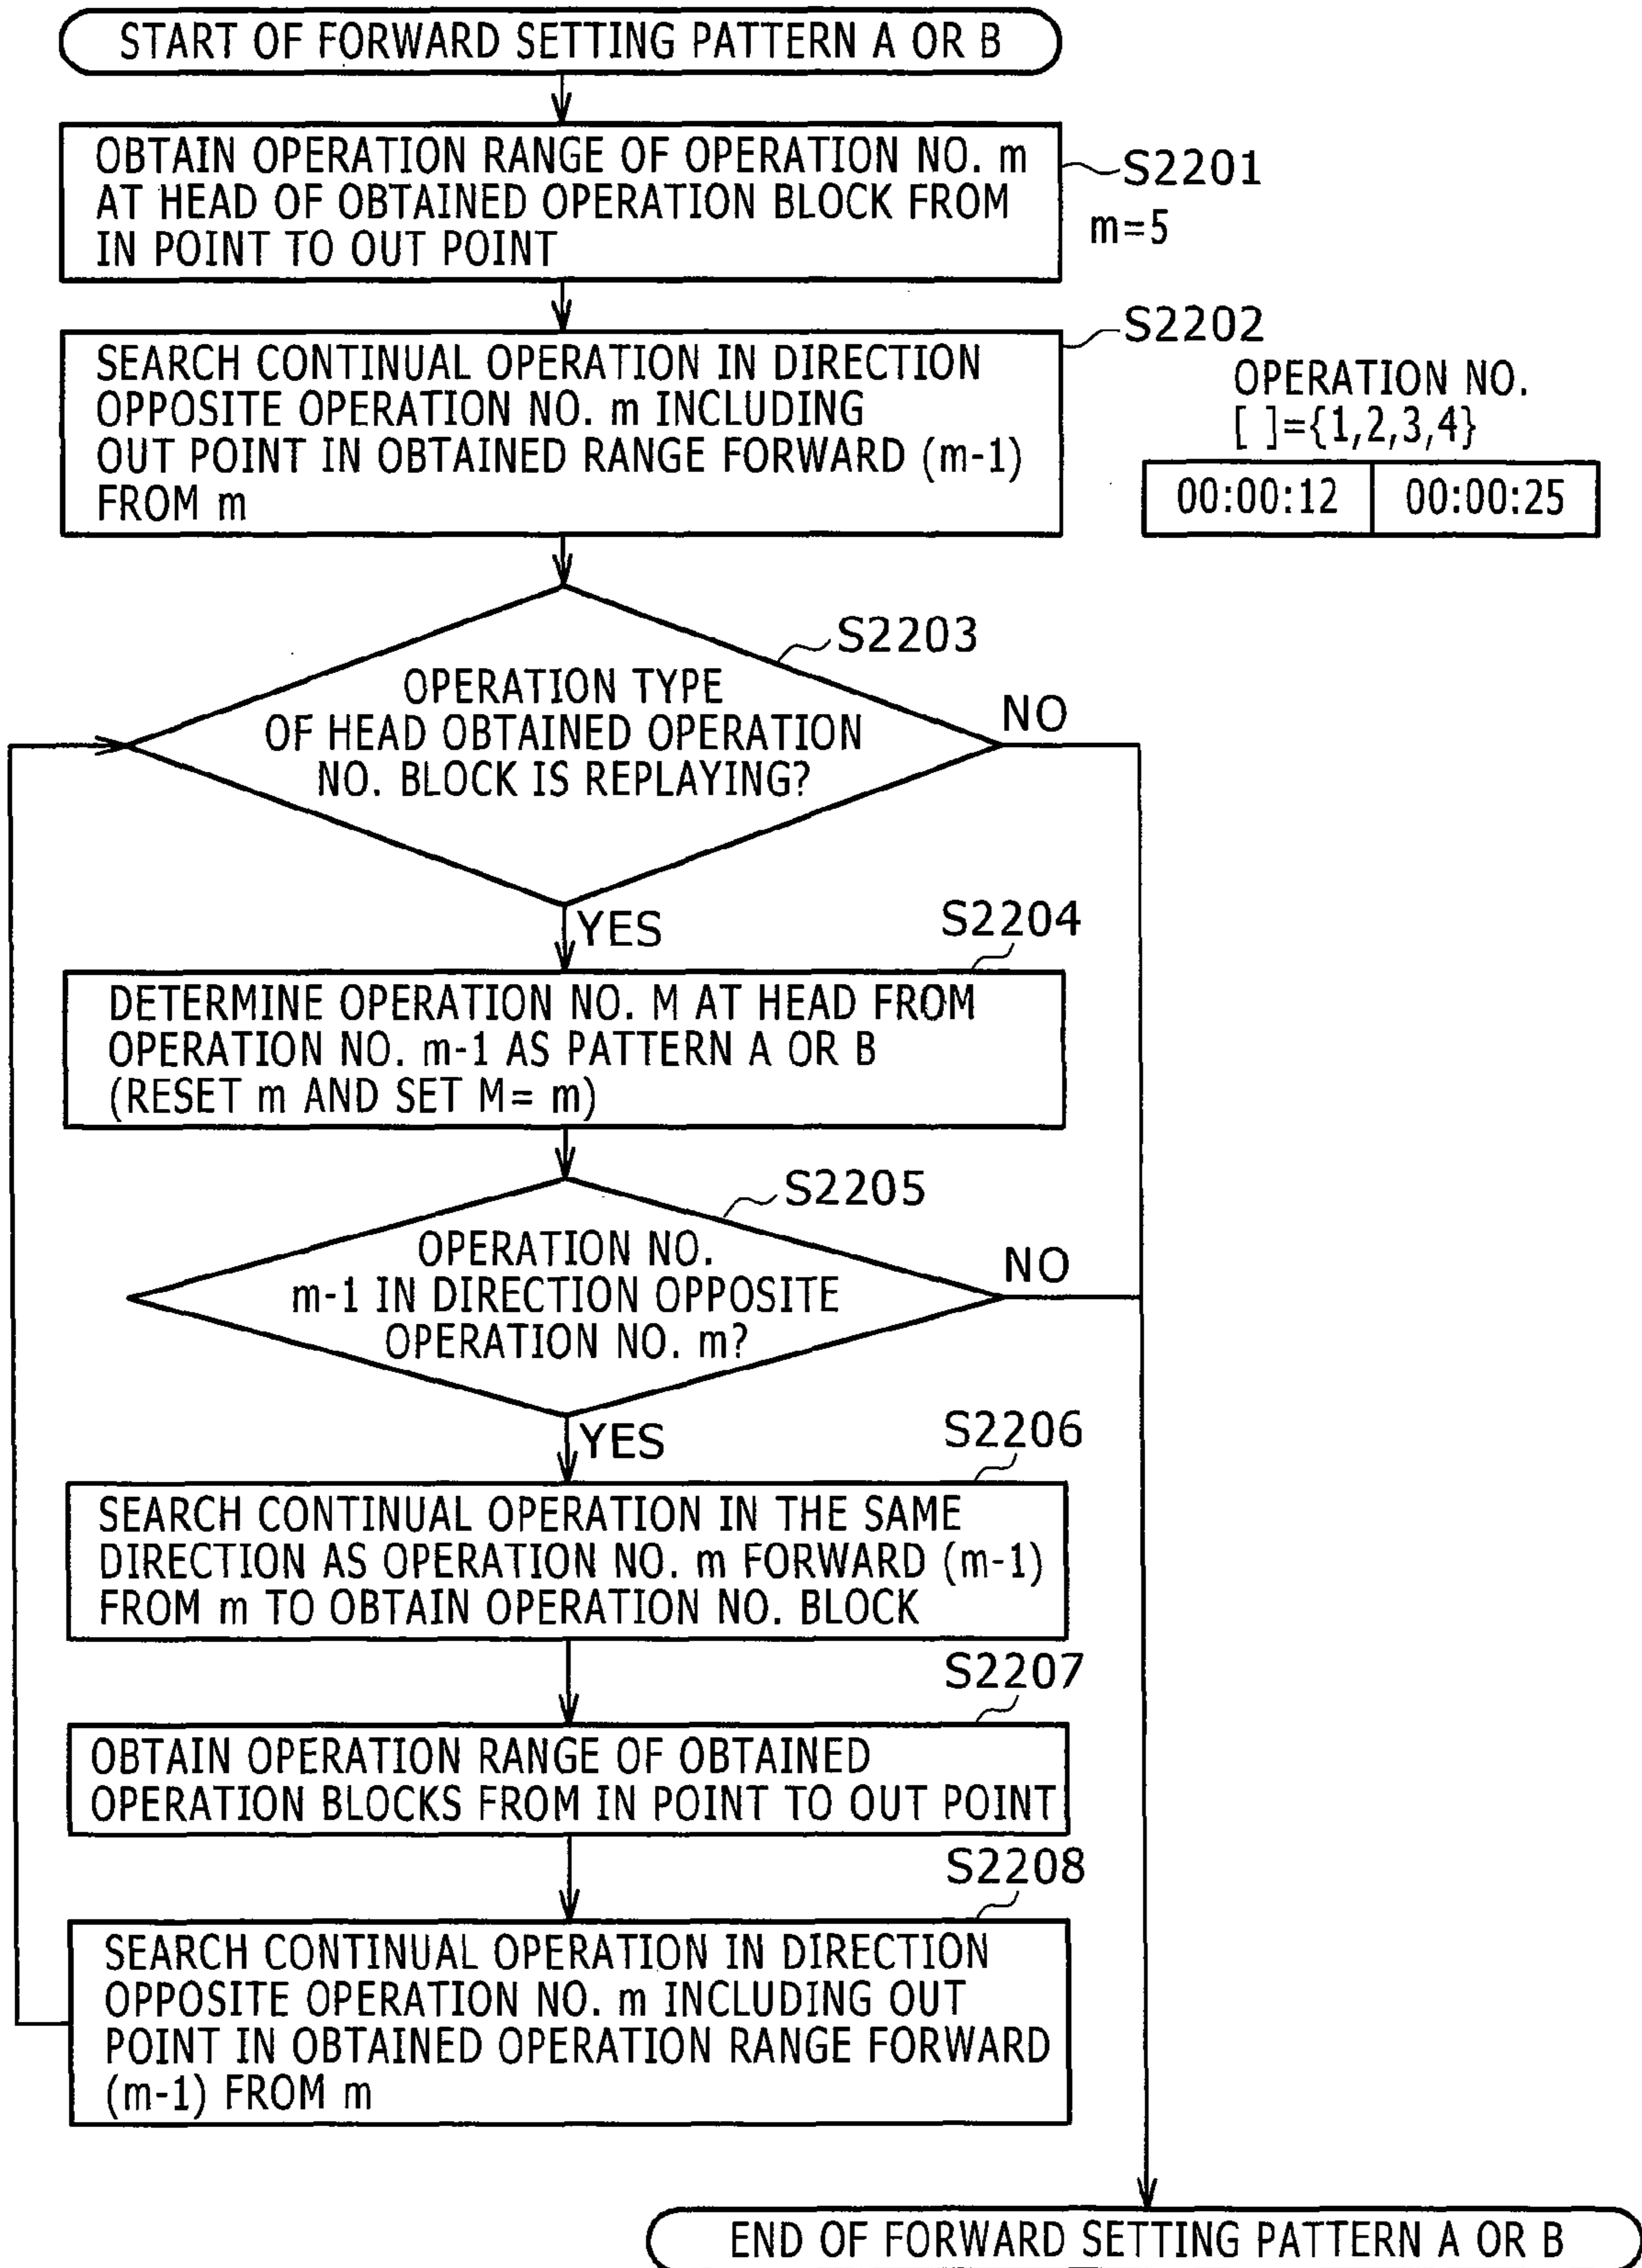 START OF FORWARD SETTING PATTERN A OR B
OBTAIN OPERATION RANGE OF OPERATION NO. m
AT HEAD OF OBTAINED OPERATION BLOCK FROM
IN POINT TO OUT POINT
S2201
m=5
SEARCH CONTINUAL OPERATION IN DIRECTION
OPPOSITE OPERATION NO. m INCLUDING
OUT POINT IN OBTAINED RANGE FORWARD (m-1)
FROM m
S2202
OPERATION NO.
[ ]={1,2,3,4}
00:00:12 00:00:25
S2203
OPERATION TYPE
OF HEAD OBTAINED OPERATION
NO. BLOCK IS REPLAYING?
NO
YES
S2204
DETERMINE OPERATION NO. M AT HEAD FROM
OPERATION NO. m-1 AS PATTERN A OR B
(RESET m AND SET M= m)
S2205
OPERATION NO.
m-1 IN DIRECTION OPPOSITE
OPERATION NO. m?
NO
YES
S2206
SEARCH CONTINUAL OPERATION IN THE SAME
DIRECTION AS OPERATION NO. m FORWARD (m-1)
FROM m TO OBTAIN OPERATION NO. BLOCK
S2207
OBTAIN OPERATION RANGE OF OBTAINED
OPERATION BLOCKS FROM IN POINT TO OUT POINT
S2208
SEARCH CONTINUAL OPERATION IN DIRECTION
OPPOSITE OPERATION NO. m INCLUDING OUT
POINT IN OBTAINED OPERATION RANGE FORWARD
(m-1) FROM m
END OF FORWARD SETTING PATTERN A OR B